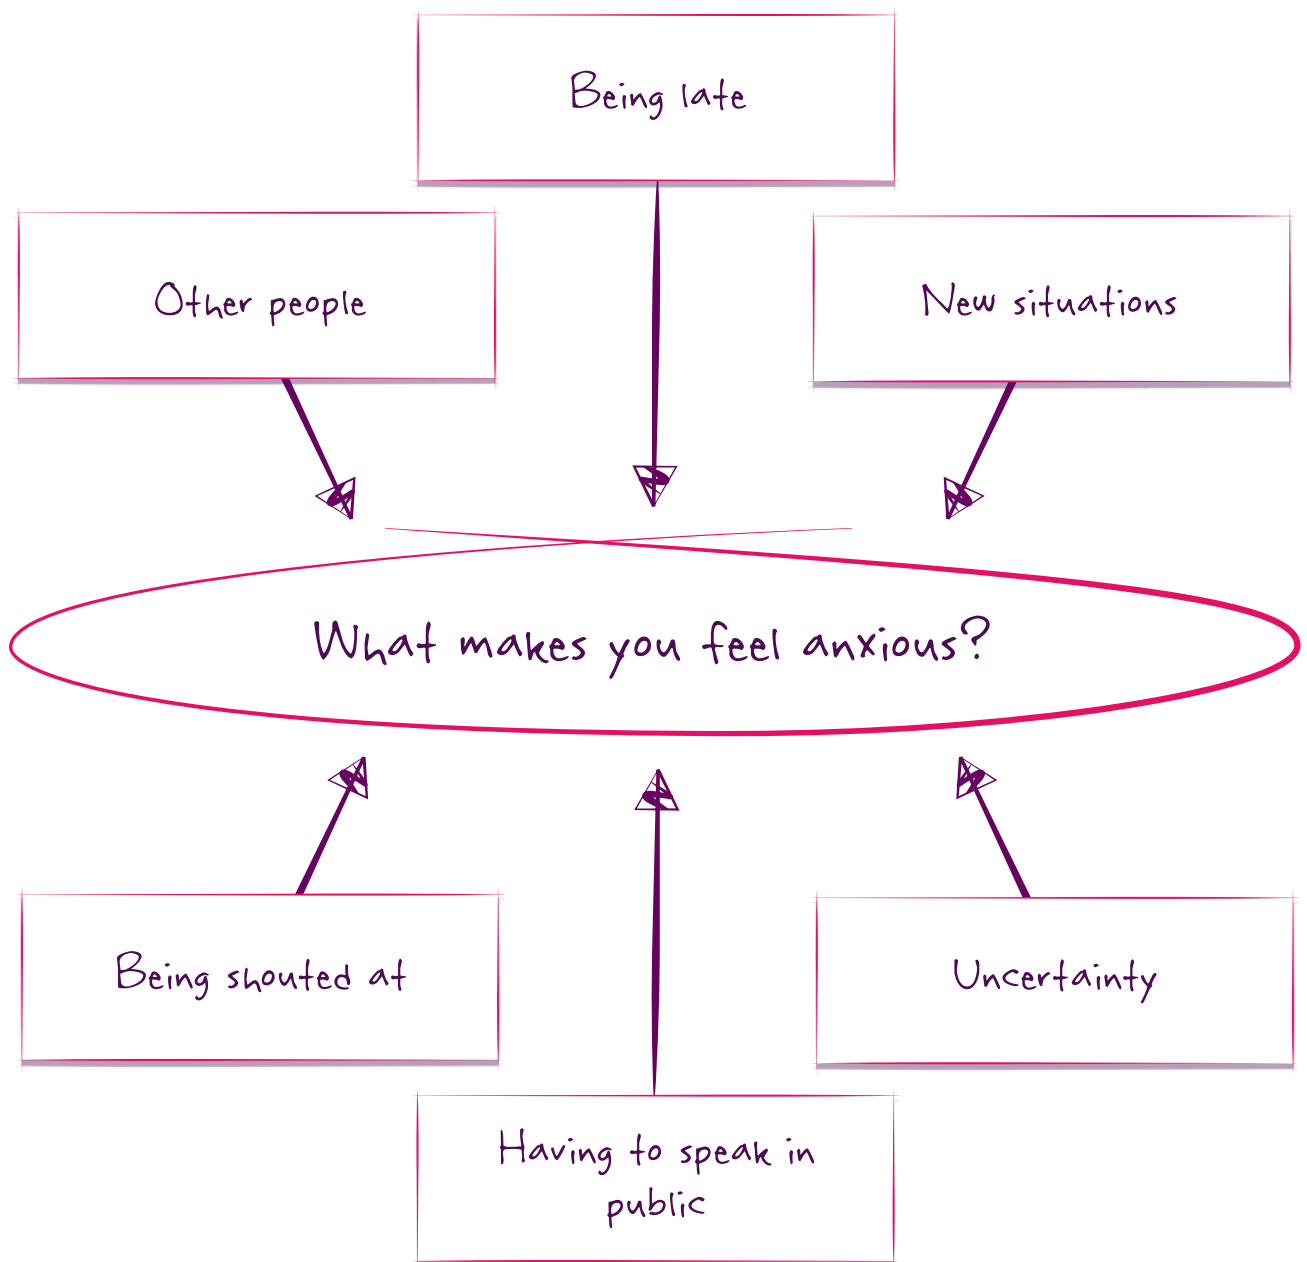 Being late
Other people
New situations
What makes you feel anxious?
Being shouted at
Uncertainty
Having to speak in
public